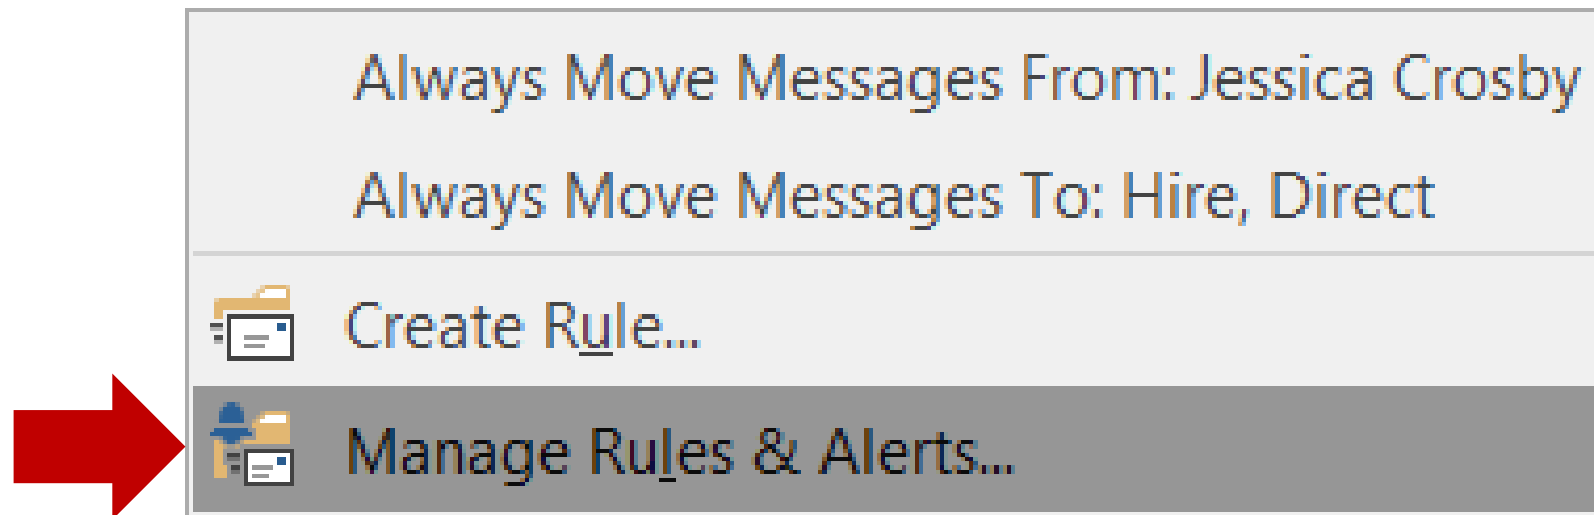 Always Move Messages From: Jessica Crosby
Always Move Messages To: Hire, Direct
Create Rule...
Manage Rules & Alerts...